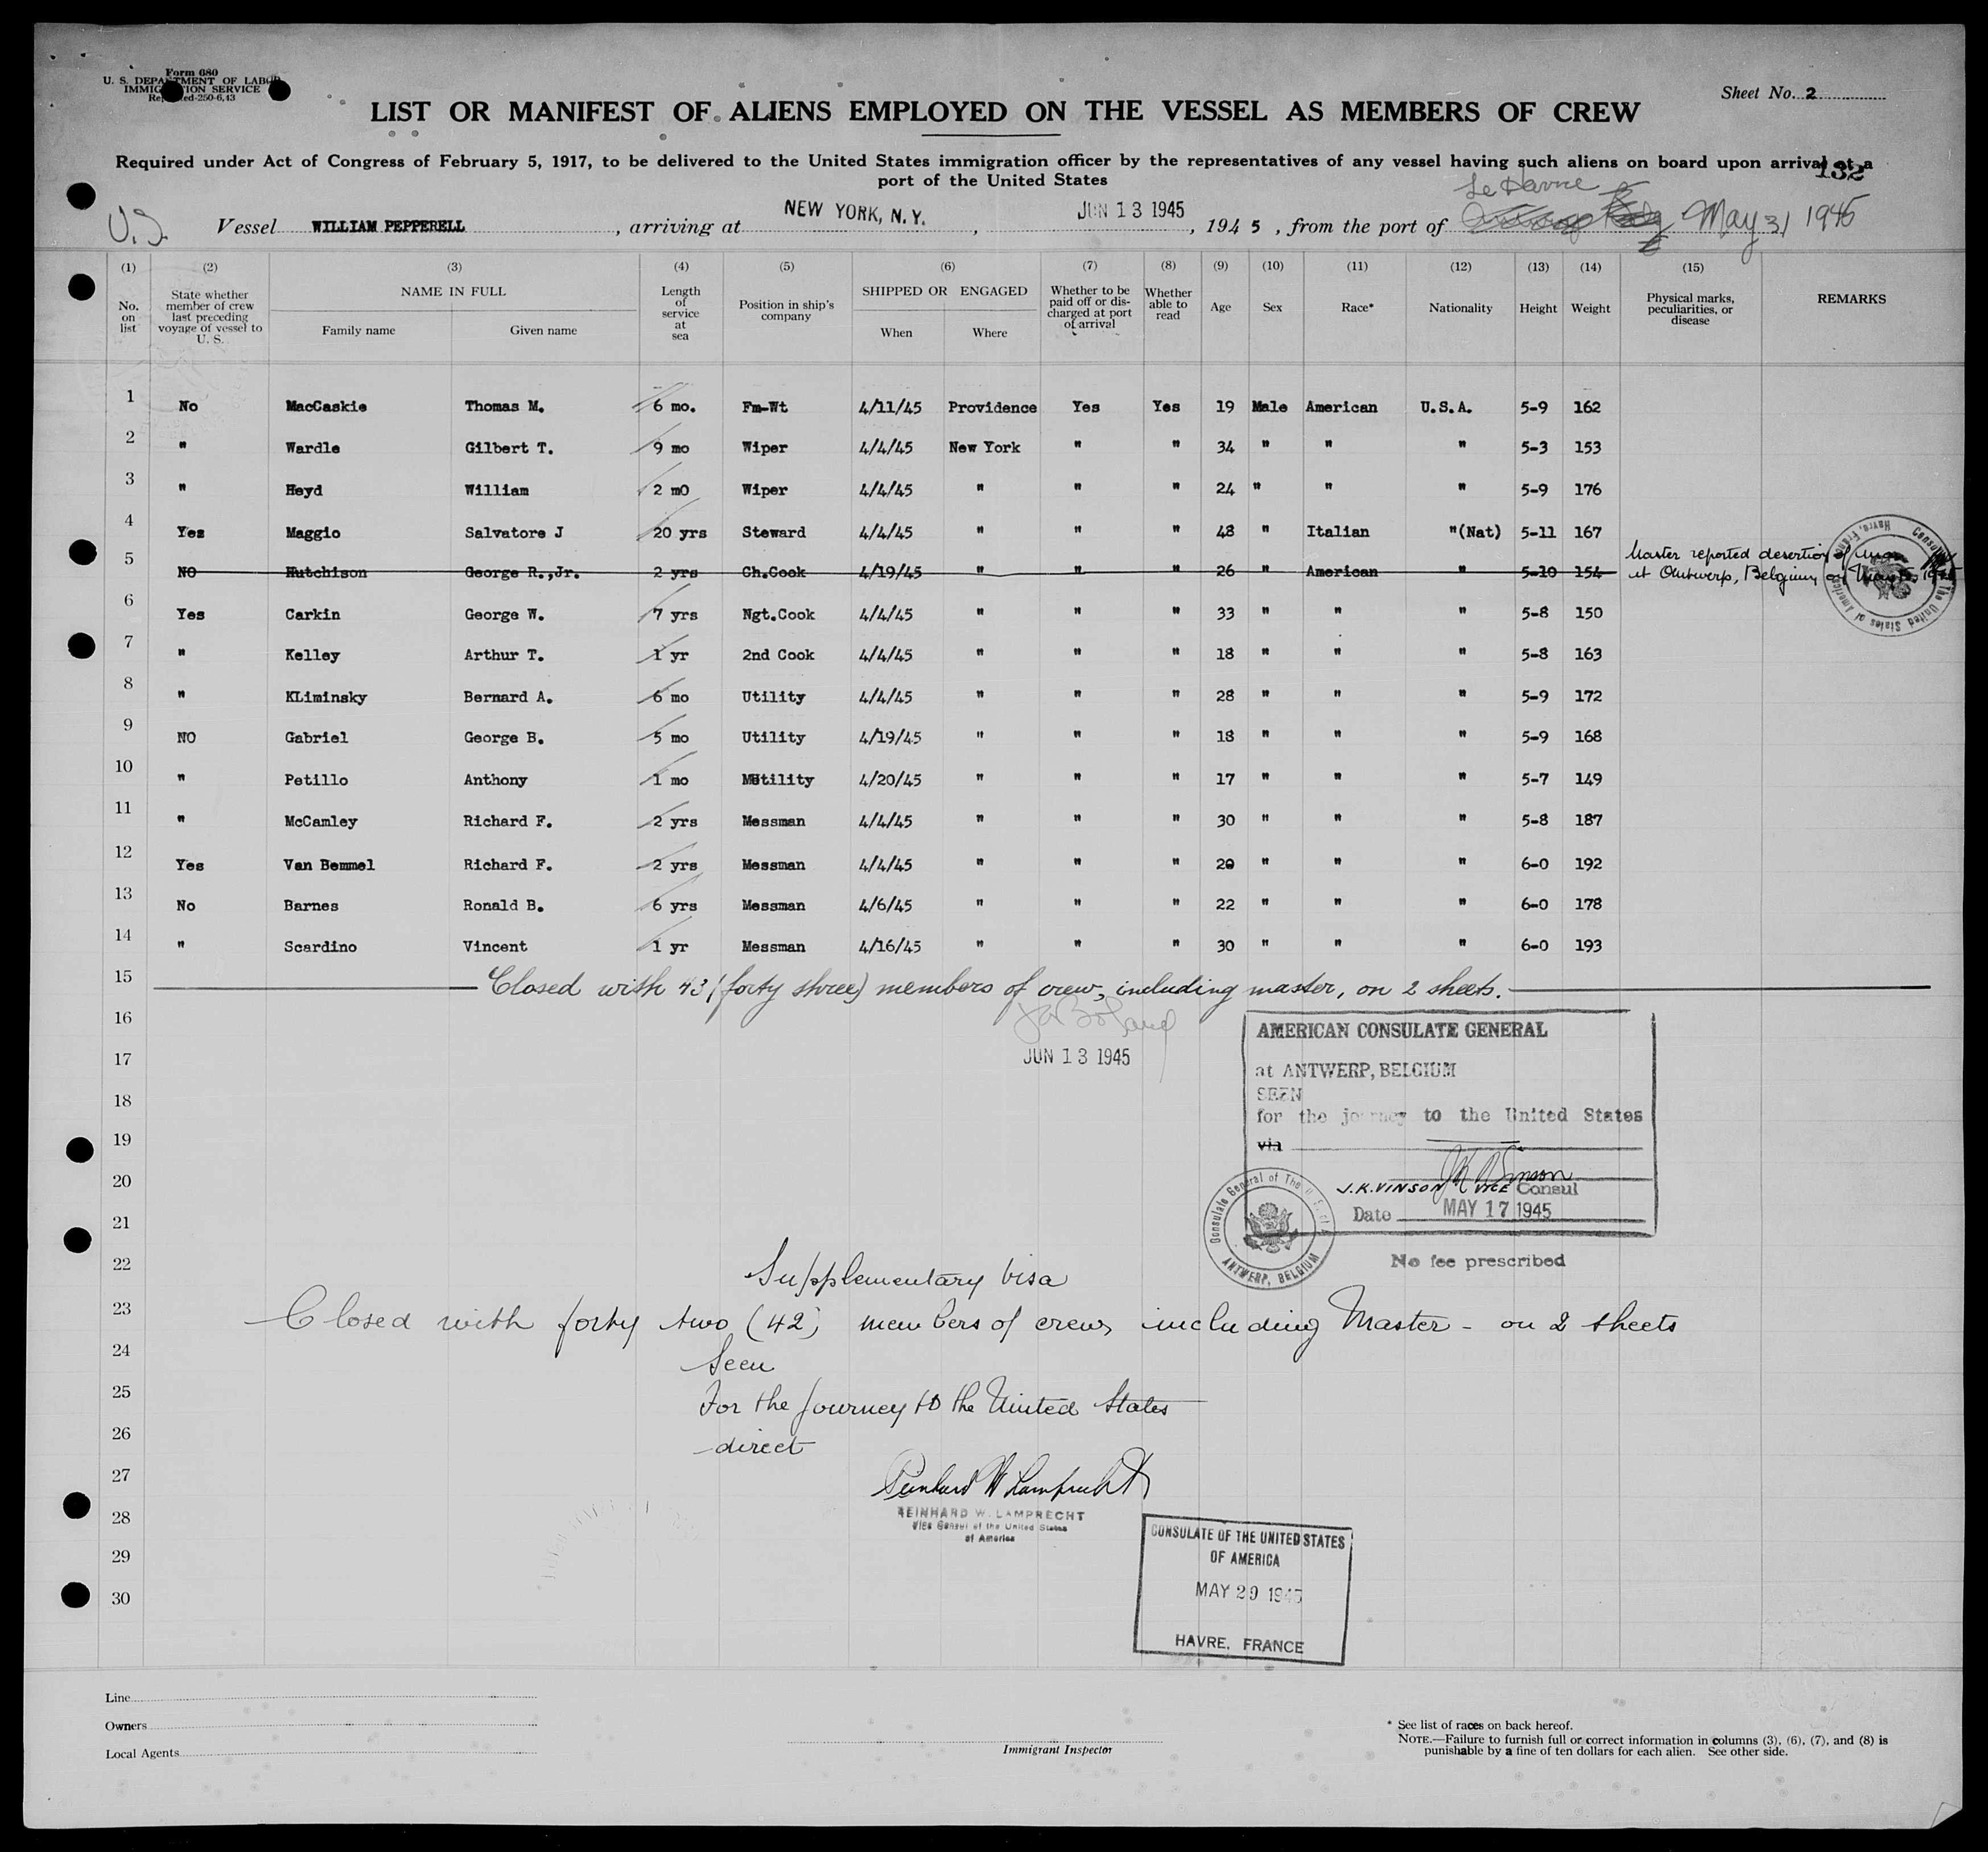 Form 680
U. S. DEPARTMENT OF LABOR
IMMIGRATION SERVICE
Reprinted-250-6,43
Sheet No. 2
LIST OR MANIFEST OF ALIENS EMPLOYED ON THE VESSEL AS MEMBERS OF CREW
Required under Act of Congress of February 5, 1917, to be delivered to the United States immigration officer by the representatives of any vessel having such aliens on board upon arrival at a
port of the United States
132
Le Havre
U.S. Vessel WILLIAM PEPPERELL, arriving at NEW YORK, N.Y., JUN 13 1945, 194 5, from the port of May 31 1945
(1) (2) (3) (4) (5) (6) (7) (8) (9) (10) (11) (12) (13) (14) (15)
No. on list State whether member of crew last preceding voyage of vessel to U. S. NAME IN FULL Family name Given name Length of service at sea Position in ship's company SHIPPED OR ENGAGED When Where Whether to be paid off or discharged at port of arrival Whether able to read Age Sex Race* Nationality Height Weight Physical marks, peculiarities, or disease REMARKS
1 No MacCaskie Thomas M. 6 mo. Fm-Wt 4/11/45 Providence Yes Yes 19 Male American U.S.A. 5-9 162
2 " Wardle Gilbert T. 9 mo Wiper 4/4/45 New York " " 34 " " " 5-3 153
3 " Heyd William 2 mO Wiper 4/4/45 " " " 24 " " " 5-9 176
4 Yes Maggio Salvatore J 20 yrs Steward 4/4/45 " " " 48 " Italian "(Nat) 5-11 167
5 NO Hutchison George R.,Jr. 2 yrs Ch.Cook 4/19/45 " " " 26 " American " 5-10 154 Master reported desertion of man at Antwerp, Belgium, on May 1945
6 Yes Carkin George W. 7 yrs Ngt.Cook 4/4/45 " " " 33 " " " 5-8 150
7 " Kelley Arthur T. 1 yr 2nd Cook 4/4/45 " " " 18 " " " 5-8 163
8 " KLiminsky Bernard A. 6 mo Utility 4/4/45 " " " 28 " " " 5-9 172
9 NO Gabriel George B. 5 mo Utility 4/19/45 " " " 18 " " " 5-9 168
10 " Petillo Anthony 1 mo Utility 4/20/45 " " " 17 " " " 5-7 149
11 " McCamley Richard F. 2 yrs Messman 4/4/45 " " " 30 " " " 5-8 187
12 Yes Van Bemmel Richard F. 2 yrs Messman 4/4/45 " " " 20 " " " 6-0 192
13 No Barnes Ronald B. 6 yrs Messman 4/6/45 " " " 22 " " " 6-0 178
14 " Scardino Vincent 1 yr Messman 4/16/45 " " " 30 " " " 6-0 193
15 Closed with 43 (forty three) members of crew, including master, on 2 sheets.
16
17 JUN 13 1945
18
19
20
21
22
23
24
25
26
27
28
29
30
AMERICAN CONSULATE GENERAL
at ANTWERP, BELGIUM
SEEN
for the journey to the United States
via
J.K. VINSON VICE Consul
Date MAY 17 1945
ANTWERP, BELGIUM
No fee prescribed
Supplementary visa
Closed with forty two (42) members of crew, including Master - on 2 sheets
Seen
For the journey to the United States
direct
Reinhard W Lamprecht
REINHARD W. LAMPRECHT
Vice Consul of the United States
of America
CONSULATE OF THE UNITED STATES
OF AMERICA
MAY 29 1945
HAVRE, FRANCE
Line
Owners
Local Agents
Immigrant Inspector
* See list of races on back hereof.
NOTE.—Failure to furnish full or correct information in columns (3), (6), (7), and (8) is
punishable by a fine of ten dollars for each alien. See other side.